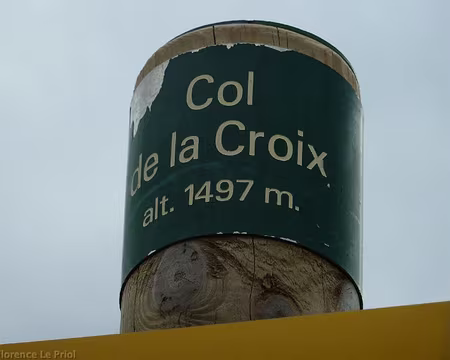 Col
de la Croix
alt. 1497 m.
lorence Le Priol